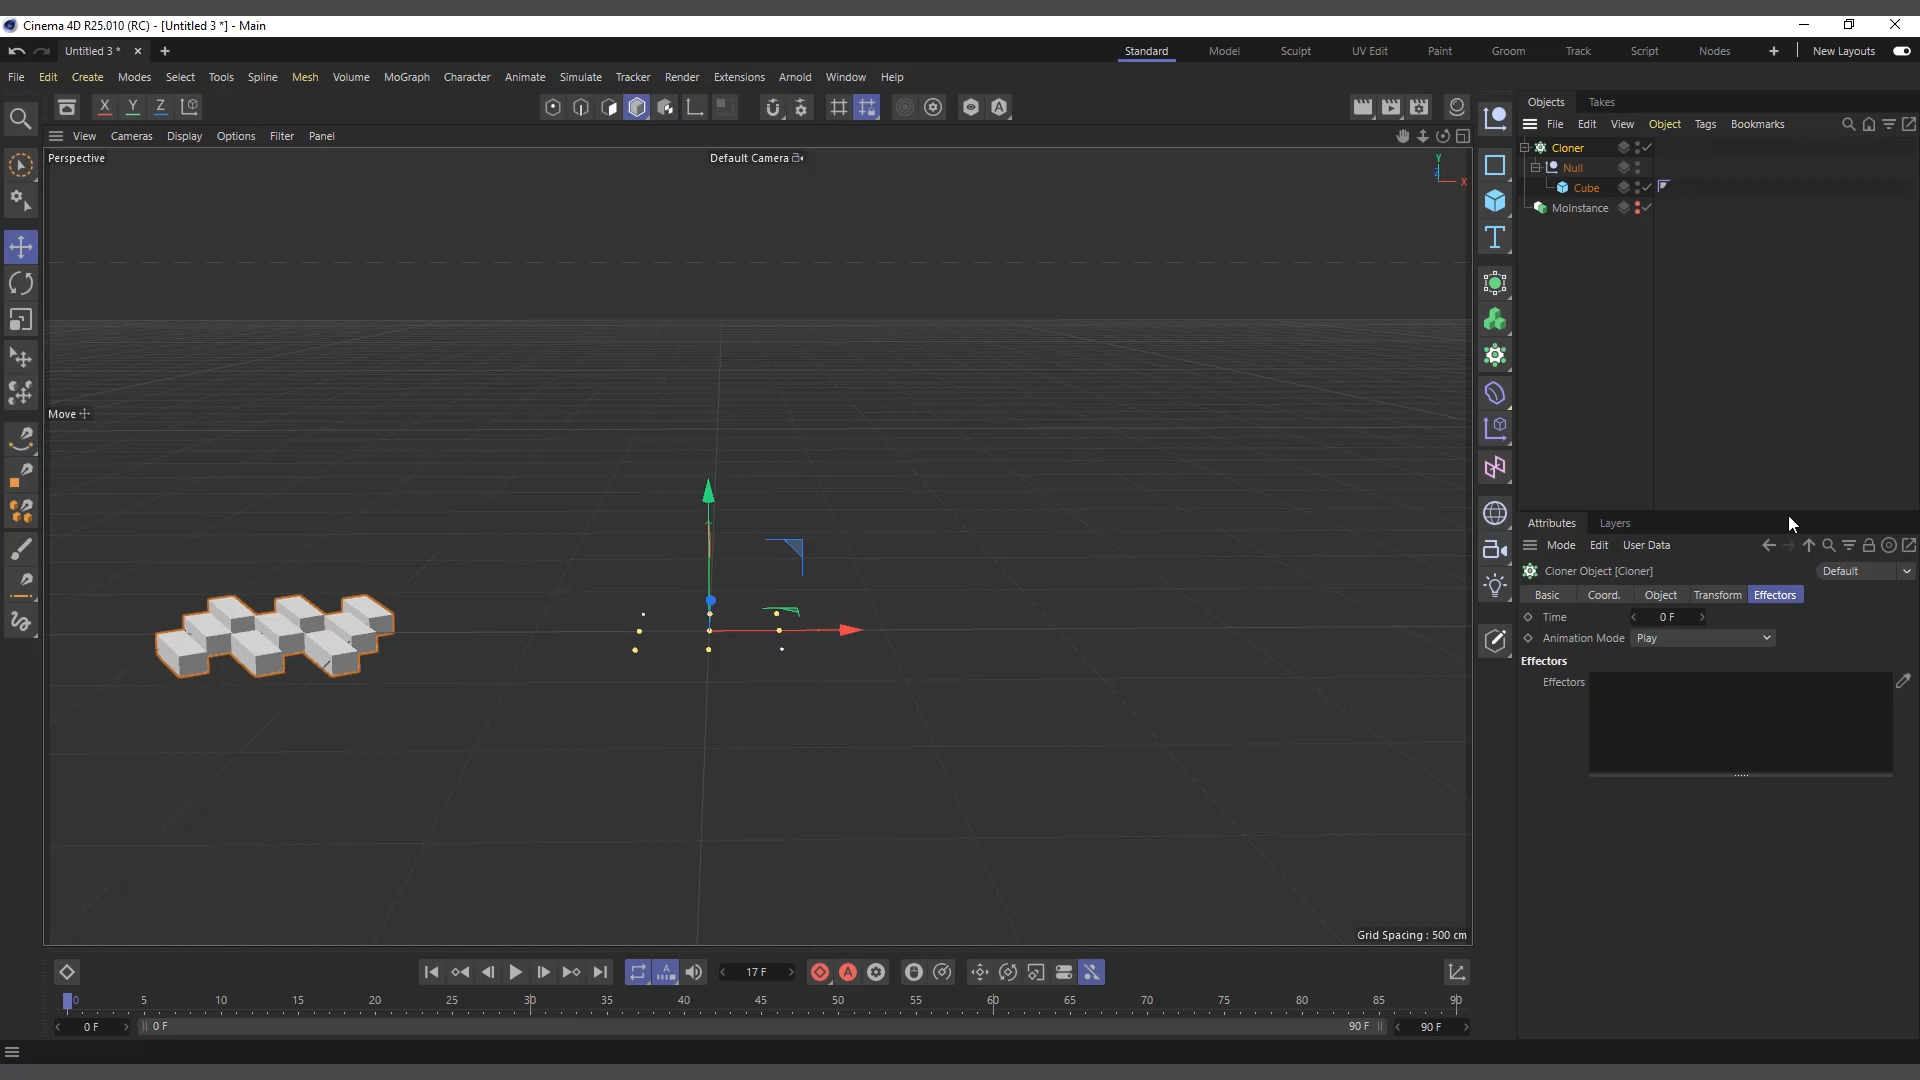 Cinema 4D R25.010 (RC) - [Untitled 3 *] - Main
Untitled 3 *
Standard Model Sculpt UV Edit Paint Groom Track Script Nodes New Layouts
File Edit Create Modes Select Tools Spline Mesh Volume MoGraph Character Animate Simulate Tracker Render Extensions Arnold Window Help
X Y Z
Objects Takes
File Edit View Object Tags Bookmarks
View Cameras Display Options Filter Panel
Perspective
Default Camera
Y
Z
X
Cloner
Null
Cube
MoInstance
Move
Attributes Layers
Mode Edit User Data
Cloner Object [Cloner]
Default
Basic Coord. Object Transform Effectors
Time 0 F
Animation Mode Play
Effectors
Effectors
Grid Spacing : 500 cm
17 F
0 5 10 15 20 25 30 35 40 45 50 55 60 65 70 75 80 85 90
0 F 0 F 90 F 90 F